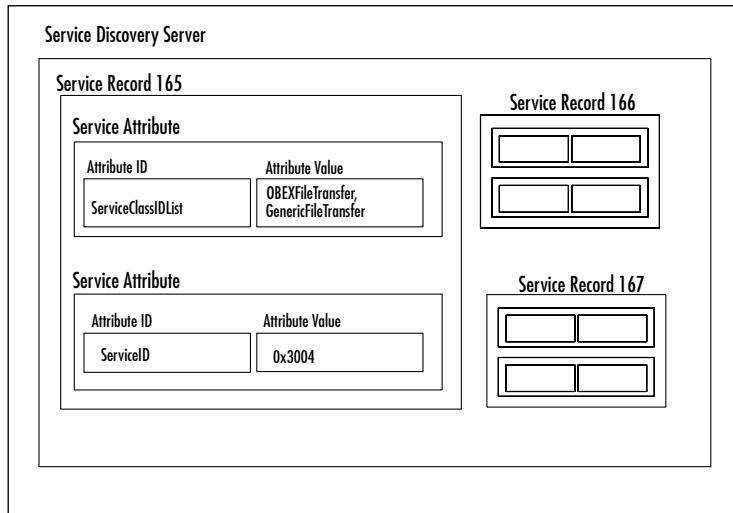 Service Discovery Server
Service Record 165
Service Attribute
Attribute ID
Attribute Value
ServiceClassIDList
OBEXFileTransfer,
GenericFileTransfer
Service Attribute
Attribute ID
Attribute Value
ServiceID
0x3004
Service Record 166
Service Record 167